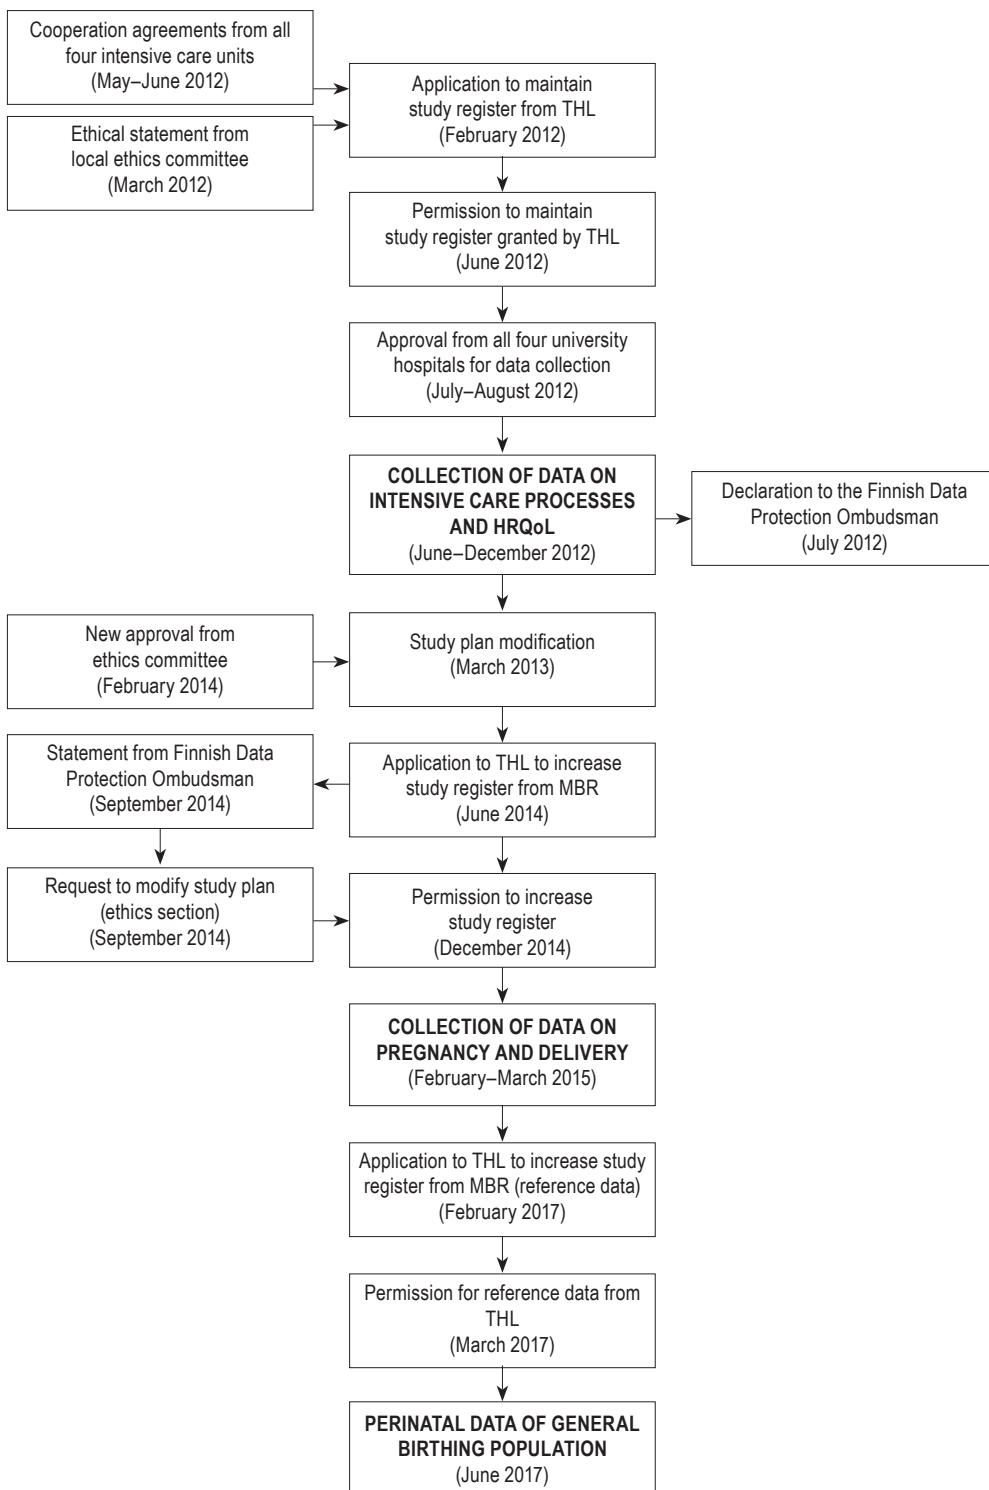 Cooperation agreements from all
four intensive care units
(May–June 2012)
Application to maintain
study register from THL
(February 2012)
Ethical statement from
local ethics committee
(March 2012)
Permission to maintain
study register granted by THL
(June 2012)
Approval from all four university
hospitals for data collection
(July–August 2012)
COLLECTION OF DATA ON
INTENSIVE CARE PROCESSES
AND HRQoL
(June–December 2012)
Declaration to the Finnish Data
Protection Ombudsman
(July 2012)
New approval from
ethics committee
(February 2014)
Study plan modification
(March 2013)
Statement from Finnish Data
Protection Ombudsman
(September 2014)
Application to THL to increase
study register from MBR
(June 2014)
Request to modify study plan
(ethics section)
(September 2014)
Permission to increase
study register
(December 2014)
COLLECTION OF DATA ON
PREGNANCY AND DELIVERY
(February–March 2015)
Application to THL to increase study
register from MBR (reference data)
(February 2017)
Permission for reference data from
THL
(March 2017)
PERINATAL DATA OF GENERAL
BIRTHING POPULATION
(June 2017)